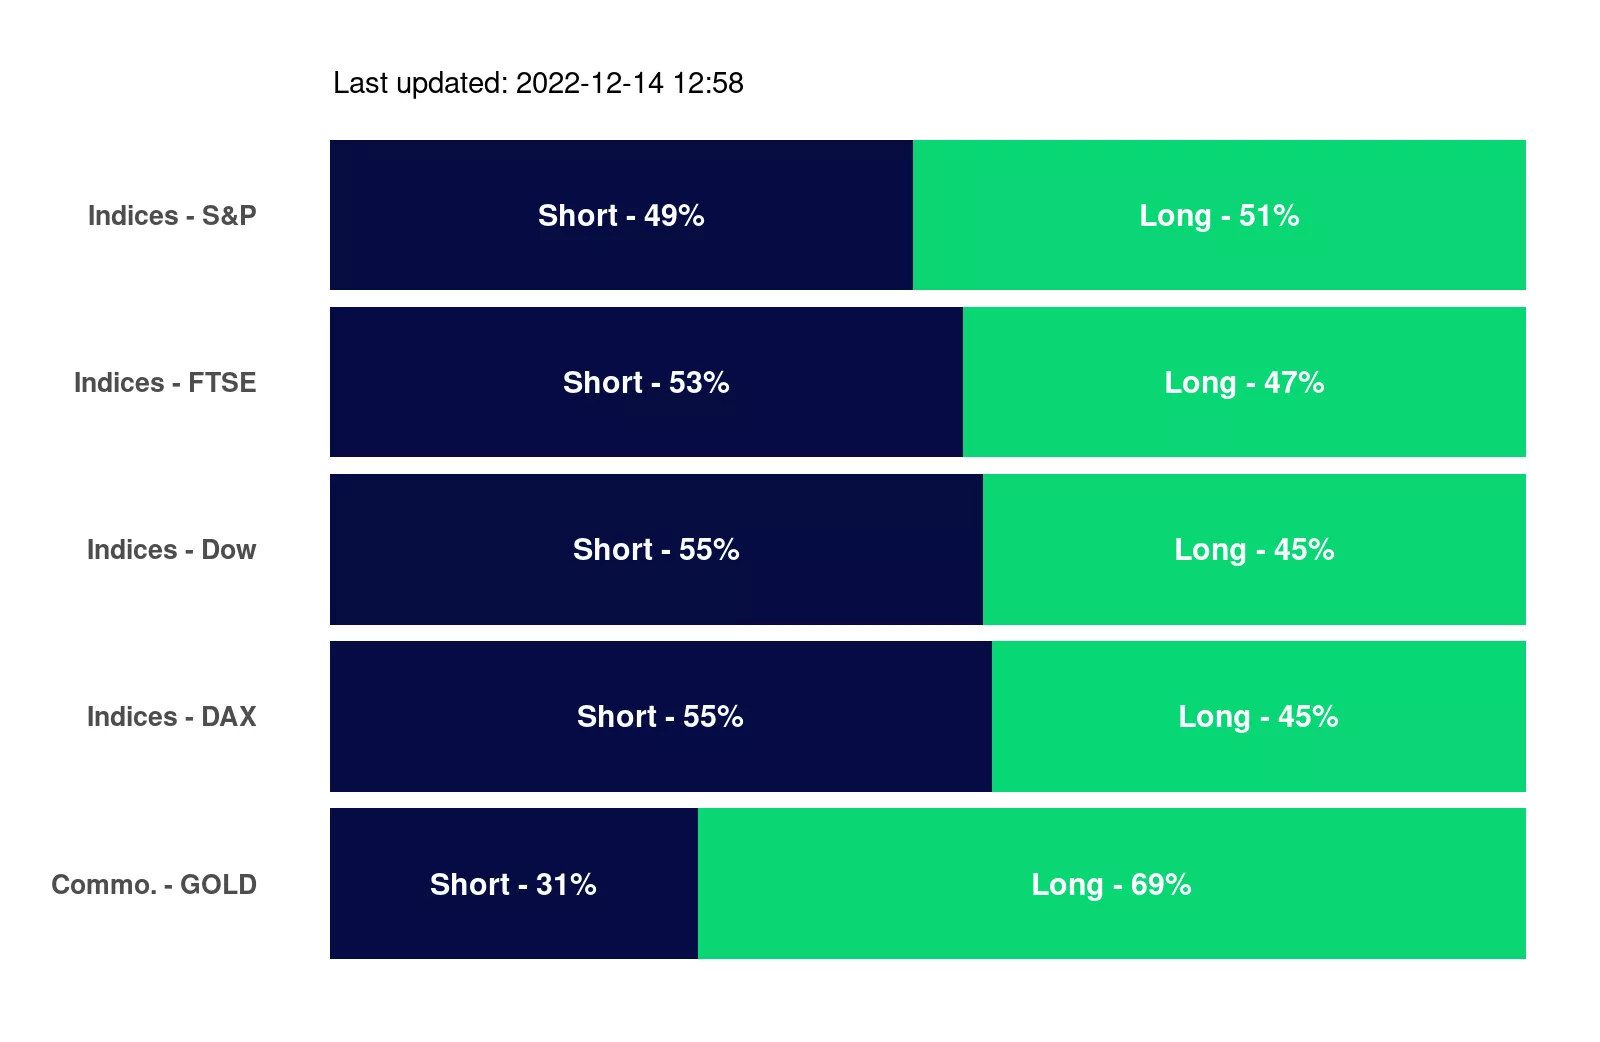 Last updated: 2022-12-14 12:58
Indices - S&P Short - 49% Long - 51%
Indices - FTSE Short - 53% Long - 47%
Indices - Dow Short - 55% Long - 45%
Indices - DAX Short - 55% Long - 45%
Commo. - GOLD Short - 31% Long - 69%